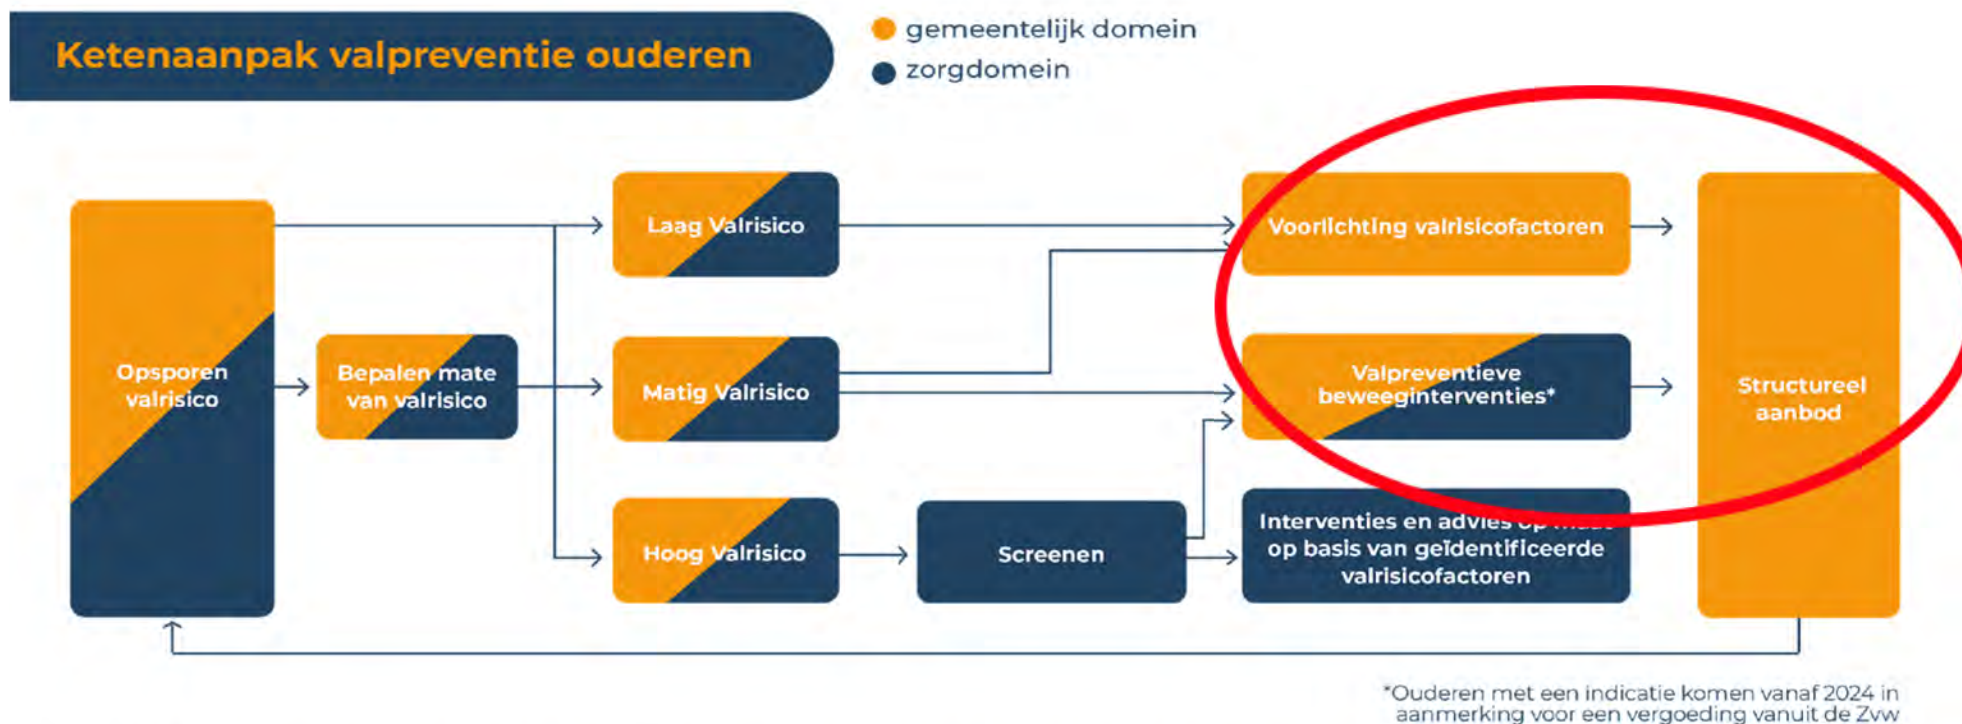 Ketenaanpak valpreventie ouderen
gemeentelijk domein
zorgdomein
Opsporen
valrisico
Bepalen mate
van valrisico
Laag Valrisico
Matig Valrisico
Hoog Valrisico
Screenen
Voorlichting valrisicofactoren
Valpreventieve
beweeginterventies*
Interventies en advies op maat
op basis van geïdentificeerde
valrisicofactoren
Structureel
aanbod
*Ouderen met een indicatie komen vanaf 2024 in
aanmerking voor een vergoeding vanuit de Zvw